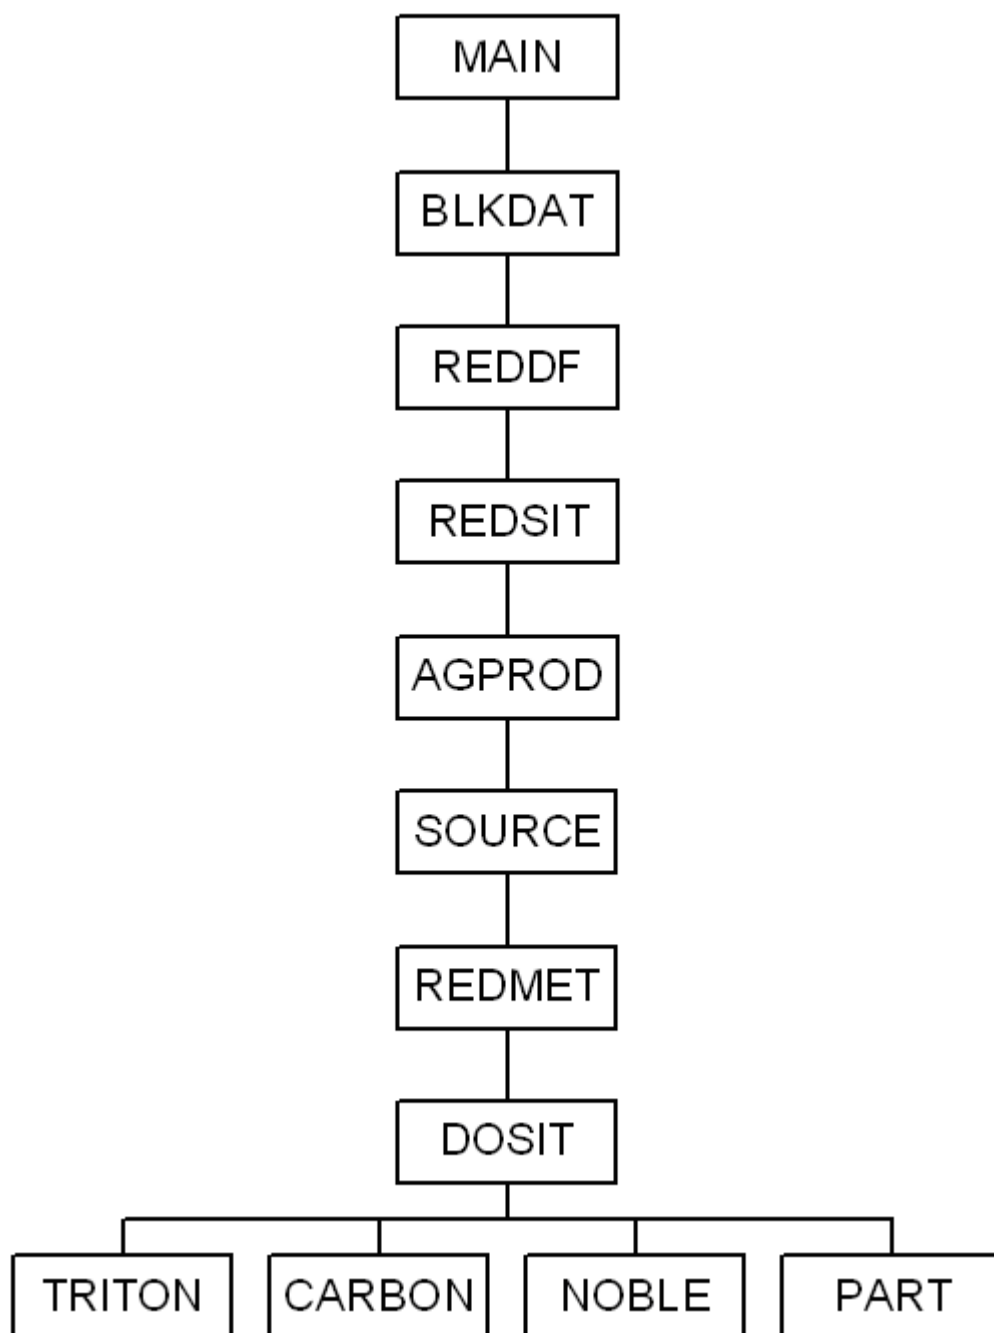 MAIN
BLKDAT
REDDF
REDSIT
AGPROD
SOURCE
REDMET
DOSIT
TRITON CARBON NOBLE PART